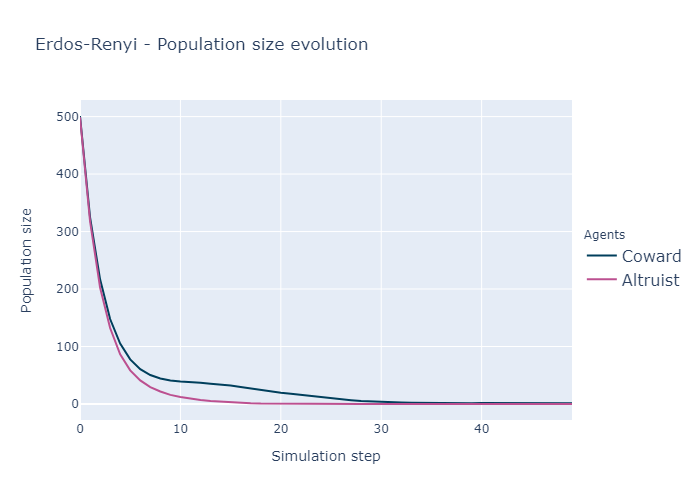 Erdos-Renyi - Population size evolution
500
400
300
200
100
0
0 10 20 30 40
Population size
Simulation step
Agents
Coward
Altruist